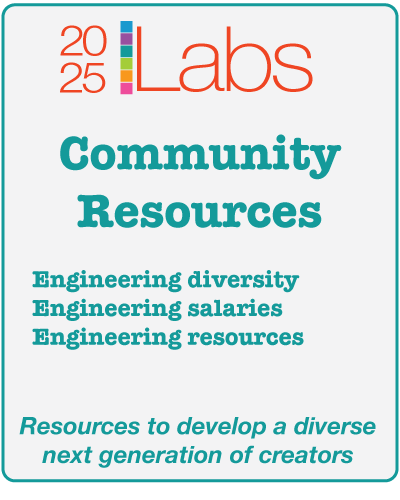 20
25 Labs
Community
Resources
Engineering diversity
Engineering salaries
Engineering resources
Resources to develop a diverse
next generation of creators